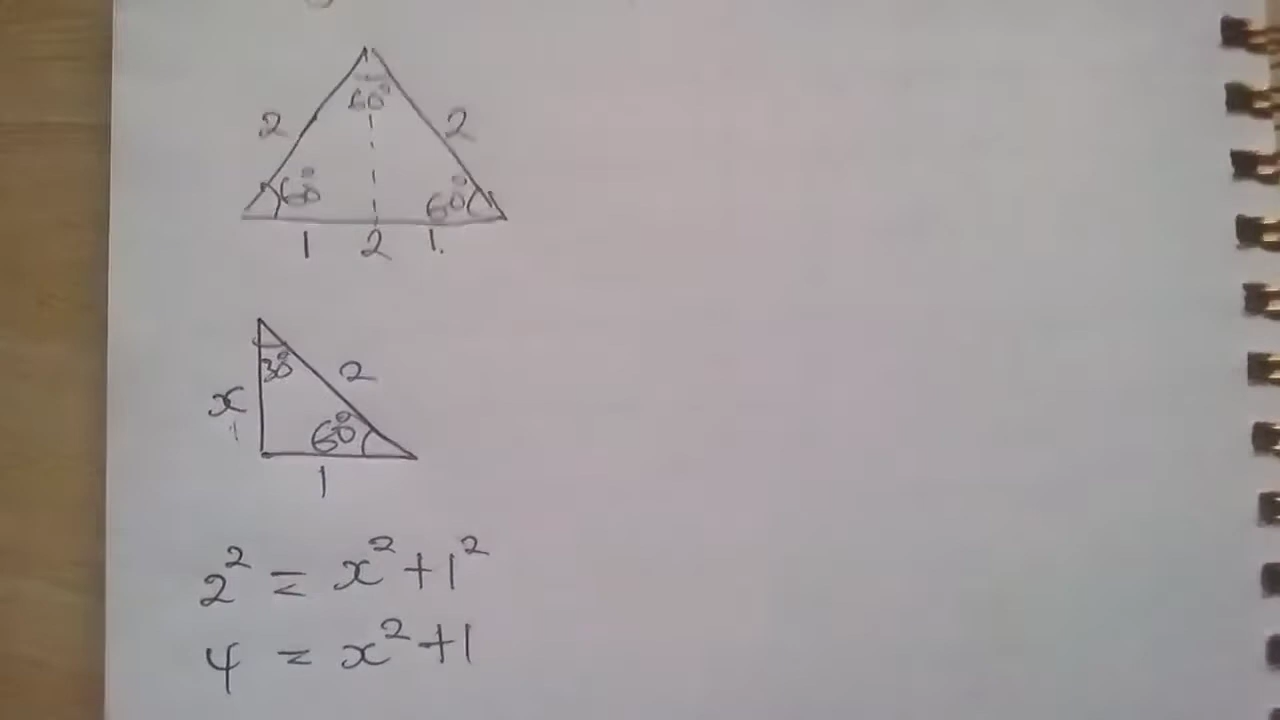 60°
2 2
60° 60°
1 2 1.
30° 2
x
60°
1
2² = x² + 1²
4 = x² + 1